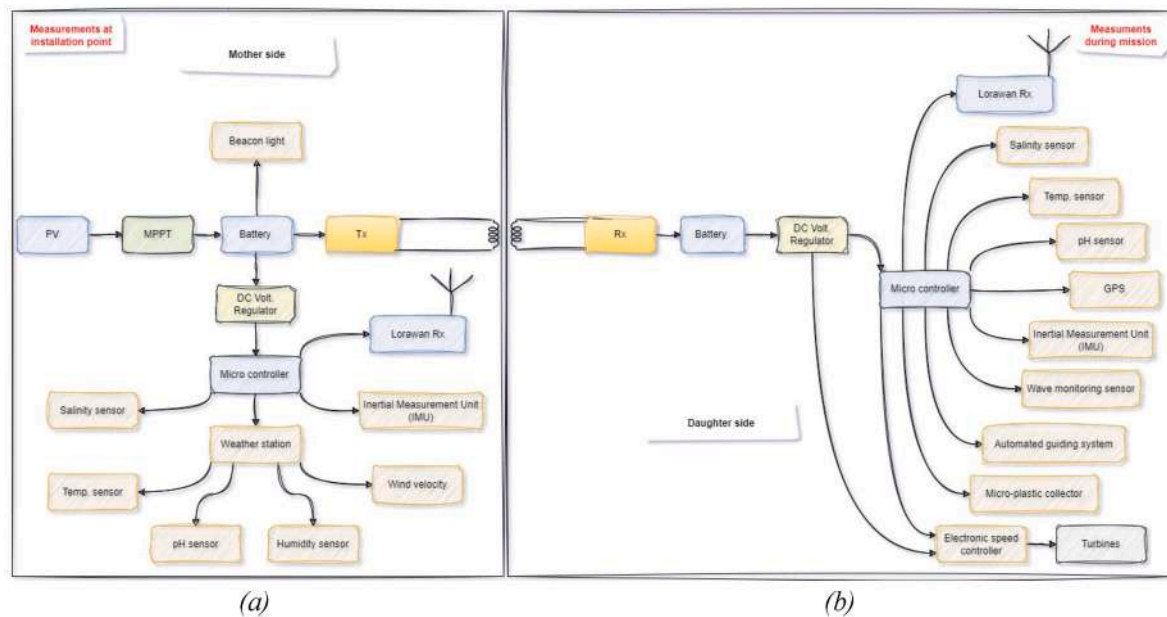 Measurements at
installation point
Mother side
Beacon light
PV
MPPT
Battery
Tx
DC Volt.
Regulator
Lorawan Rx
Micro controller
Salinity sensor
Inertial Measurement Unit
(IMU)
Weather station
Temp. sensor
Wind velocity
pH sensor
Humidity sensor
(a)
Measuments
during mission
Lorawan Rx
Salinity sensor
Temp. sensor
Rx
Battery
DC Volt.
Regulator
pH sensor
Micro controller
GPS
Inertial Measurement Unit
(IMU)
Wave monitoring sensor
Daughter side
Automated guiding system
Micro-plastic collector
Electronic speed
controller
Turbines
(b)